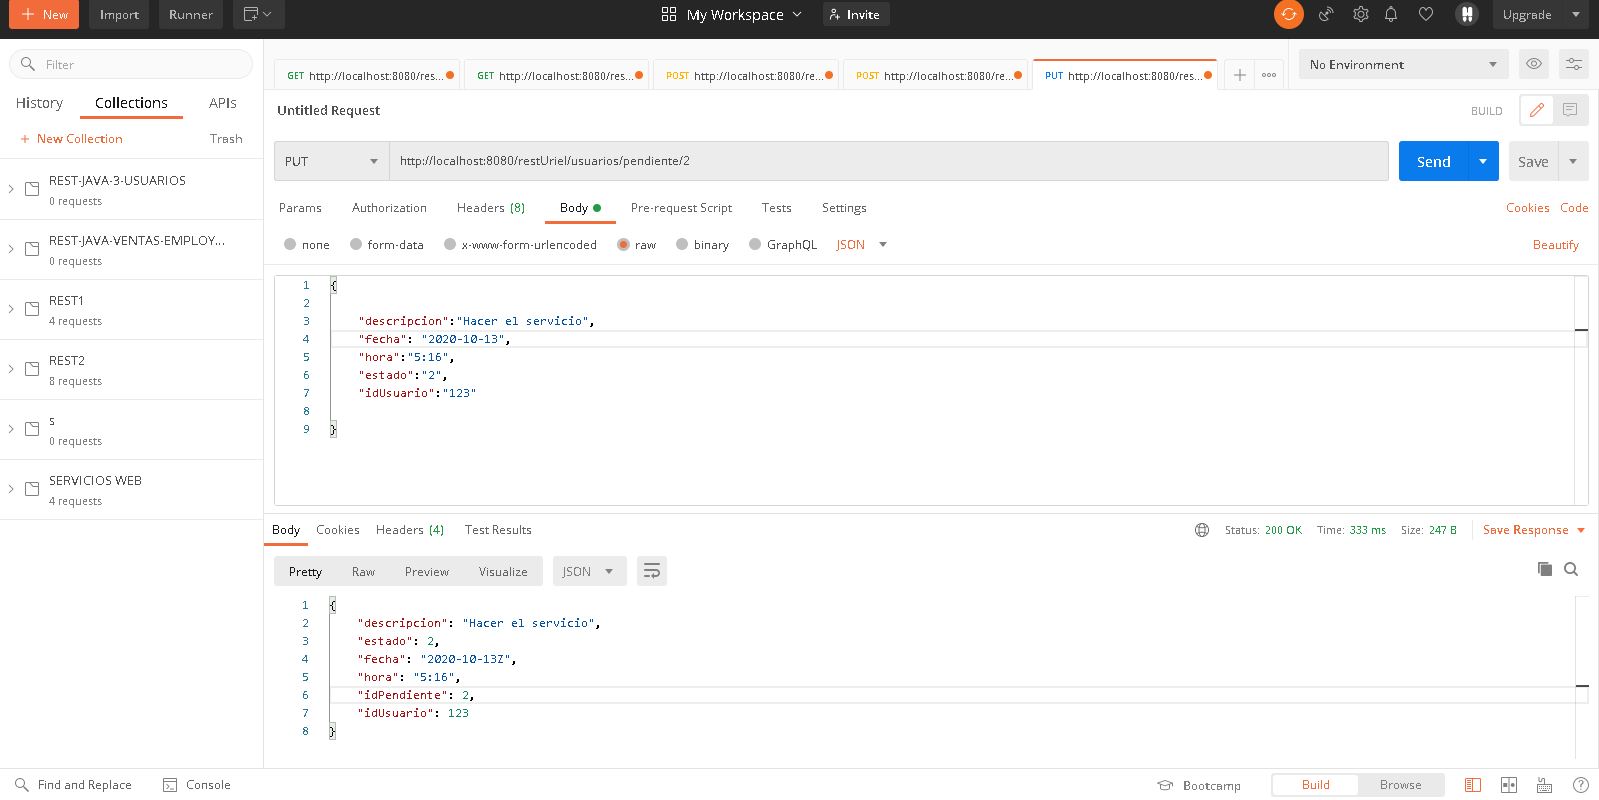 + New Import Runner My Workspace Invite Upgrade
Filter
GET http://localhost:8080/res... GET http://localhost:8080/res... POST http://localhost:8080/re... POST http://localhost:8080/re... PUT http://localhost:8080/res... + ooo No Environment
History Collections APIs
Untitled Request BUILD
+ New Collection Trash
PUT http://localhost:8080/restUriel/usuarios/pendiente/2 Send Save
REST-JAVA-3-USUARIOS
0 requests
REST-JAVA-VENTAS-EMPLOY...
0 requests
REST1
4 requests
REST2
8 requests
s
0 requests
SERVICIOS WEB
4 requests
Params Authorization Headers (8) Body Pre-request Script Tests Settings Cookies Code
none form-data x-www-form-urlencoded raw binary GraphQL JSON Beautify
1 {
2
3 "descripcion":"Hacer el servicio",
4 "fecha": "2020-10-13",
5 "hora":"5:16",
6 "estado":"2",
7 "idUsuario":"123"
8
9 }
Body Cookies Headers (4) Test Results Status: 200 OK Time: 333 ms Size: 247 B Save Response
Pretty Raw Preview Visualize JSON
1 {
2 "descripcion": "Hacer el servicio",
3 "estado": 2,
4 "fecha": "2020-10-13Z",
5 "hora": "5:16",
6 "idPendiente": 2,
7 "idUsuario": 123
8 }
Find and Replace Console Bootcamp Build Browse ?